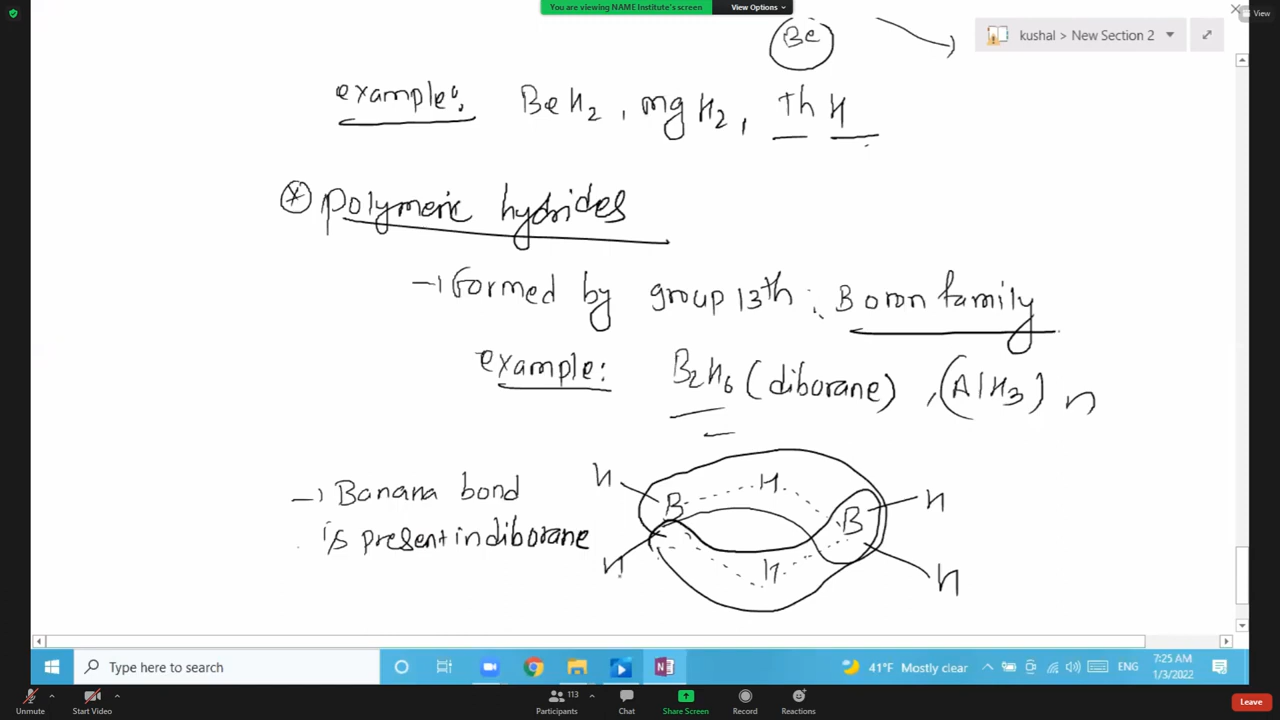 You are viewing NAME Institute's screen
View Options
View
kushal > New Section 2
Be
example:
BeH2 , mgH2, Th H
* polymeric hydrides
→ formed by group 13th : Boron family
example: B2H6 (diborane) , (AlH3) n
→ Banana bond
is present in diborane
H H H
B B
H H H
Type here to search
41°F Mostly clear
ENG
7:25 AM
1/3/2022
Unmute
Start Video
113
Participants
Chat
Share Screen
Record
Reactions
Leave